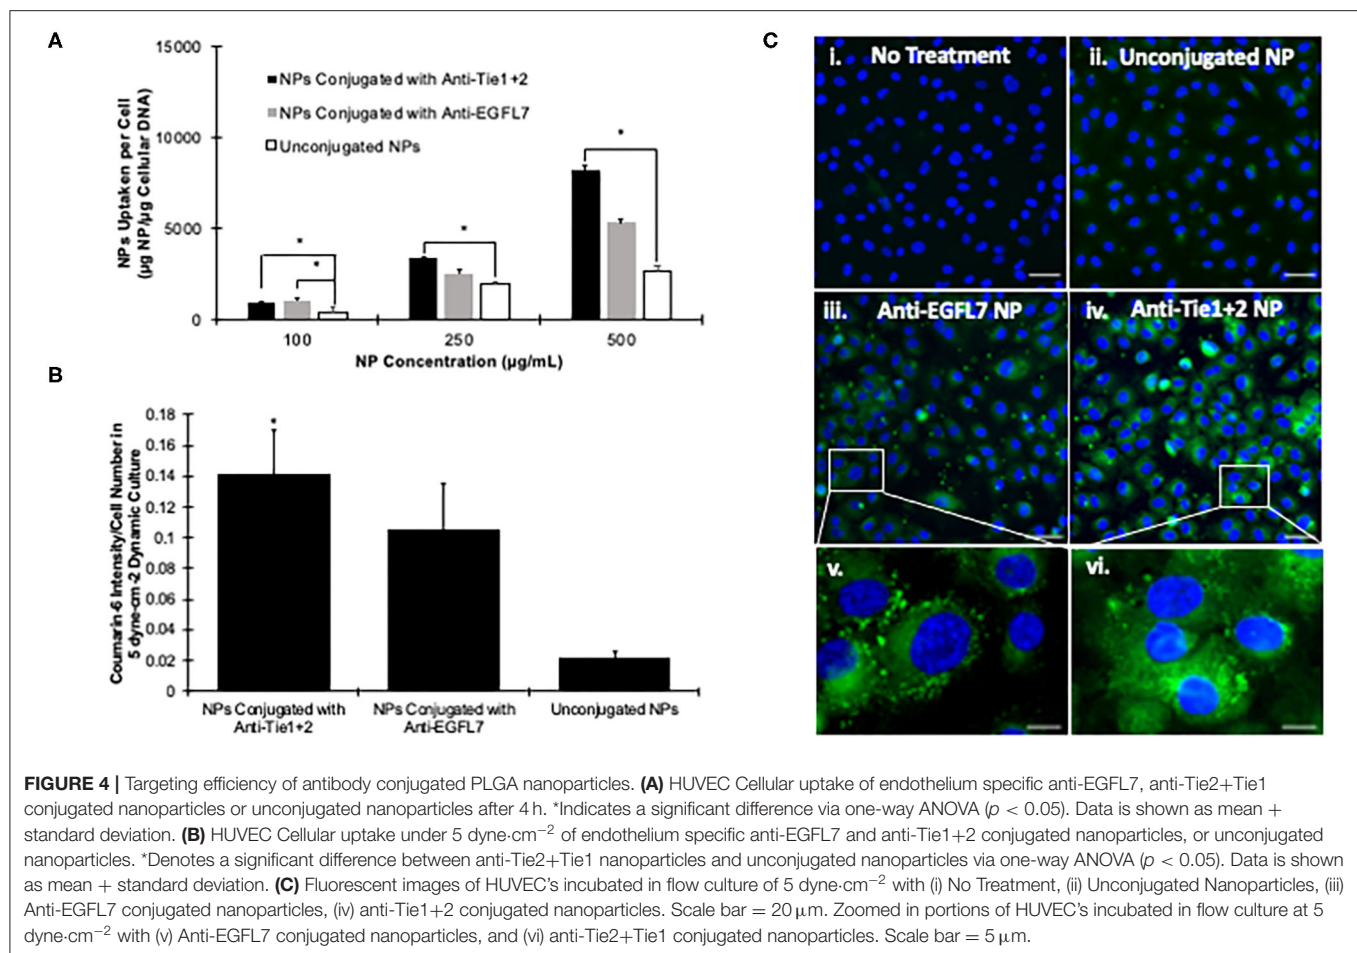 A
15000
10000
5000
0
NPs Uptaken per Cell
(µg NP/µg Cellular DNA)
NPs Conjugated with Anti-Tie1+2
NPs Conjugated with Anti-EGFL7
Unconjugated NPs
*
*
*
*
100
250
500
NP Concentration (µg/mL)
B
Coumarin-6 Intensity/Cell Number in
5 dyne-cm-2 Dynamic Culture
0.18
0.16
0.14
0.12
0.1
0.08
0.06
0.04
0.02
0
*
NPs Conjugated with
Anti-Tie1+2
NPs Conjugated with
Anti-EGFL7
Unconjugated NPs
C
i. No Treatment
ii. Unconjugated NP
iii. Anti-EGFL7 NP
iv. Anti-Tie1+2 NP
v.
vi.
FIGURE 4 | Targeting efficiency of antibody conjugated PLGA nanoparticles. (A) HUVEC Cellular uptake of endothelium specific anti-EGFL7, anti-Tie2+Tie1
conjugated nanoparticles or unconjugated nanoparticles after 4 h. *Indicates a significant difference via one-way ANOVA (p < 0.05). Data is shown as mean +
standard deviation. (B) HUVEC Cellular uptake under 5 dyne·cm⁻² of endothelium specific anti-EGFL7 and anti-Tie1+2 conjugated nanoparticles, or unconjugated
nanoparticles. *Denotes a significant difference between anti-Tie2+Tie1 nanoparticles and unconjugated nanoparticles via one-way ANOVA (p < 0.05). Data is shown
as mean + standard deviation. (C) Fluorescent images of HUVEC's incubated in flow culture of 5 dyne·cm⁻² with (i) No Treatment, (ii) Unconjugated Nanoparticles, (iii)
Anti-EGFL7 conjugated nanoparticles, (iv) anti-Tie1+2 conjugated nanoparticles. Scale bar = 20 µm. Zoomed in portions of HUVEC's incubated in flow culture at 5
dyne·cm⁻² with (v) Anti-EGFL7 conjugated nanoparticles, and (vi) anti-Tie2+Tie1 conjugated nanoparticles. Scale bar = 5 µm.